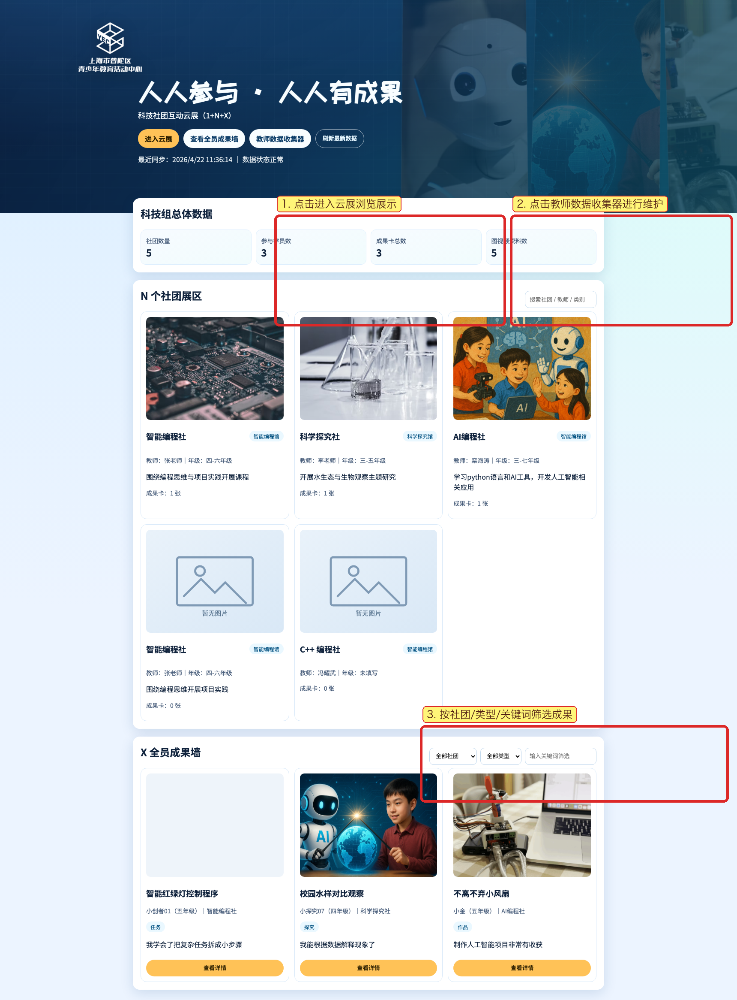 YEC
上海市普陀区
青少年教育活动中心
人人参与 · 人人有成果
科技社团互动云展（1+N+X）
进入云展
查看全员成果墙
教师数据收集器
刷新最新数据
最近同步：2026/4/22 11:36:14 ｜ 数据状态正常
1. 点击进入云展浏览展示
2. 点击教师数据收集器进行维护
科技组总体数据
社团数量
5
参与学员数
3
成果卡总数
3
图视频资料数
5
N 个社团展区
搜索社团 / 教师 / 类别
AI
AI
智能编程社
智能编程馆
教师：张老师｜年级：四-六年级
围绕编程思维与项目实践开展课程
成果卡：1 张
科学探究社
科学探究馆
教师：李老师｜年级：三-五年级
开展水生态与生物观察主题研究
成果卡：1 张
AI编程社
智能编程馆
教师：栾海涛｜年级：三-七年级
学习python语言和AI工具，开发人工智能相
关应用
成果卡：1 张
暂无图片
智能编程社
智能编程馆
教师：张老师｜年级：四-六年级
围绕编程思维开展项目实践
成果卡：0 张
暂无图片
C++ 编程社
智能编程馆
教师：冯耀武｜年级：未填写
成果卡：0 张
3. 按社团/类型/关键词筛选成果
X 全员成果墙
全部社团
全部类型
输入关键词筛选
智能红绿灯控制程序
小创者01（五年级）｜智能编程社
任务
我学会了把复杂任务拆成小步骤
查看详情
AI
校园水样对比观察
小探究07（四年级）｜科学探究社
探究
我能根据数据解释现象了
查看详情
不离不弃小风扇
小金（五年级）｜AI编程社
作品
制作人工智能项目非常有收获
查看详情